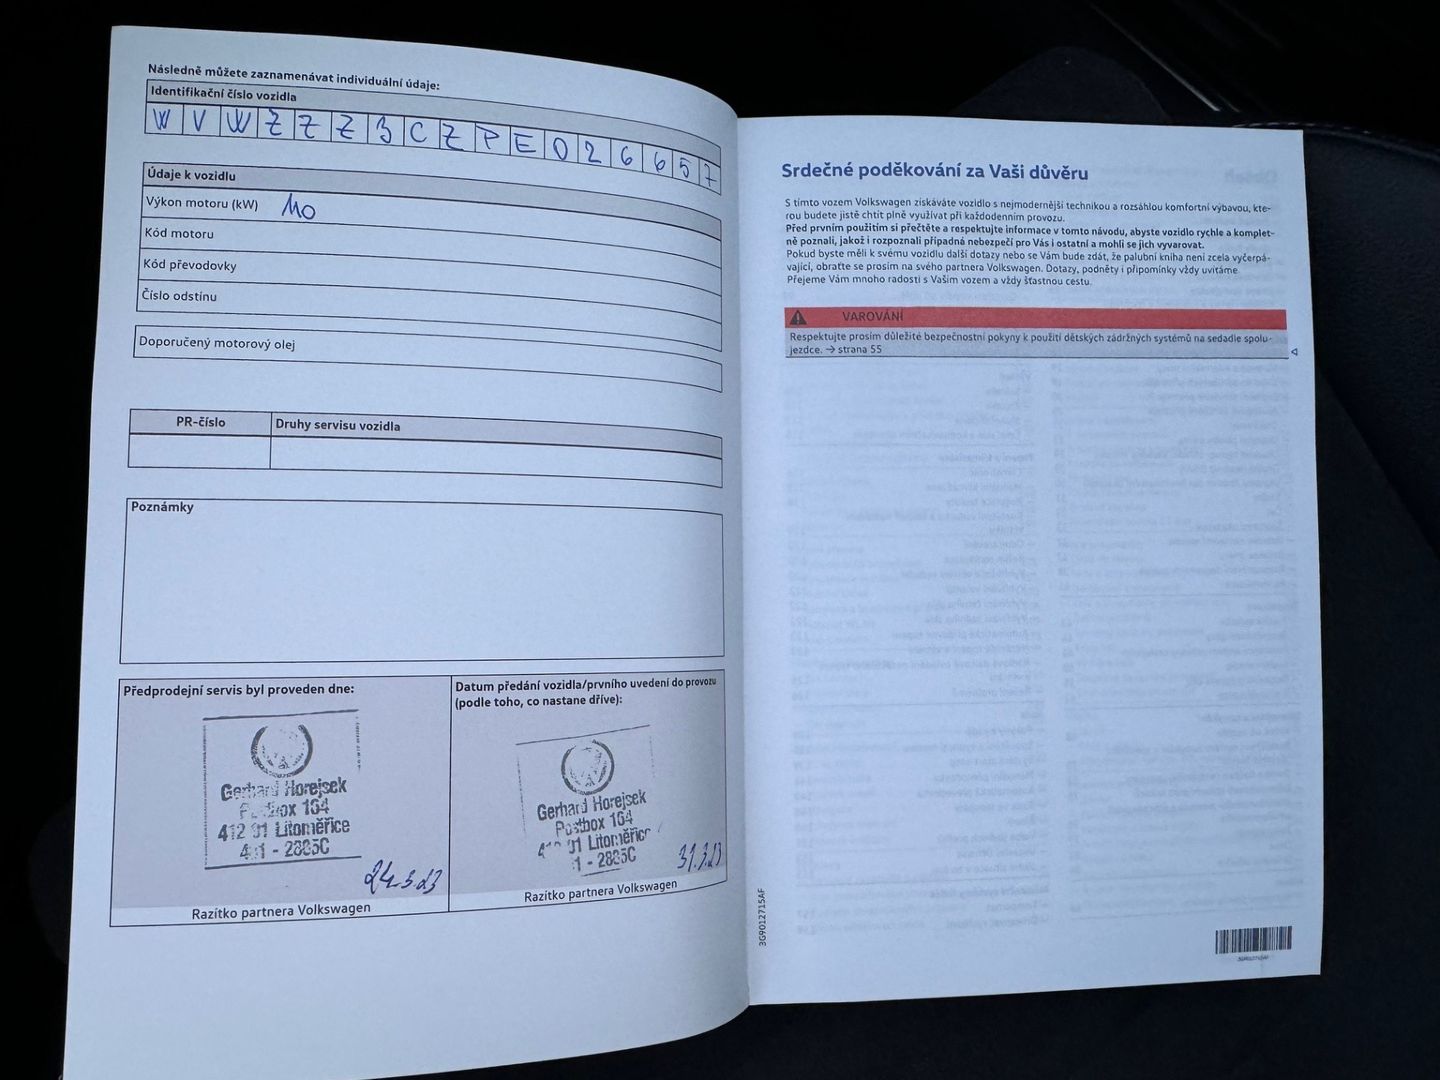 Následně můžete zaznamenávat individuální údaje:
Identifikační číslo vozidla
W V W Z Z Z 3 C Z P E 0 2 6 6 5 7
Údaje k vozidlu
Výkon motoru (kW) 110
Kód motoru
Kód převodovky
Číslo odstínu
Doporučený motorový olej
PR-číslo Druhy servisu vozidla
Poznámky
Předprodejní servis byl proveden dne:
Gerhard Horejsek
Postbox 164
412 01 Litoměřice
- 2885C
24.3.23
Razítko partnera Volkswagen
Datum předání vozidla/prvního uvedení do provozu
(podle toho, co nastane dříve):
Gerhard Horejsek
Postbox 164
01 Litoměřice
1 - 2885C
31.3.23
Razítko partnera Volkswagen
Srdečné poděkování za Vaši důvěru
S tímto vozem Volkswagen získáváte vozidlo s nejmodernější technikou a rozsáhlou komfortní výbavou, kte-
rou budete jistě chtít plně využívat při každodenním provozu.
Před prvním použitím si přečtěte a respektujte informace v tomto návodu, abyste vozidlo rychle a komplet-
ně poznali, jakož i rozpoznali případná nebezpečí pro Vás i ostatní a mohli se jich vyvarovat.
Pokud byste měli k svému vozidlu další dotazy nebo se Vám bude zdát, že palubní kniha není zcela vyčerpá-
vající, obraťte se prosím na svého partnera Volkswagen. Dotazy, podněty i připomínky vždy uvítáme
Přejeme Vám mnoho radosti s Vaším vozem a vždy šťastnou cestu.
VAROVÁNÍ
Respektujte prosím důležité bezpečnostní pokyny k použití dětských zádržných systémů na sedadle spolu-
jezdce. → strana 55
3G9012715AF